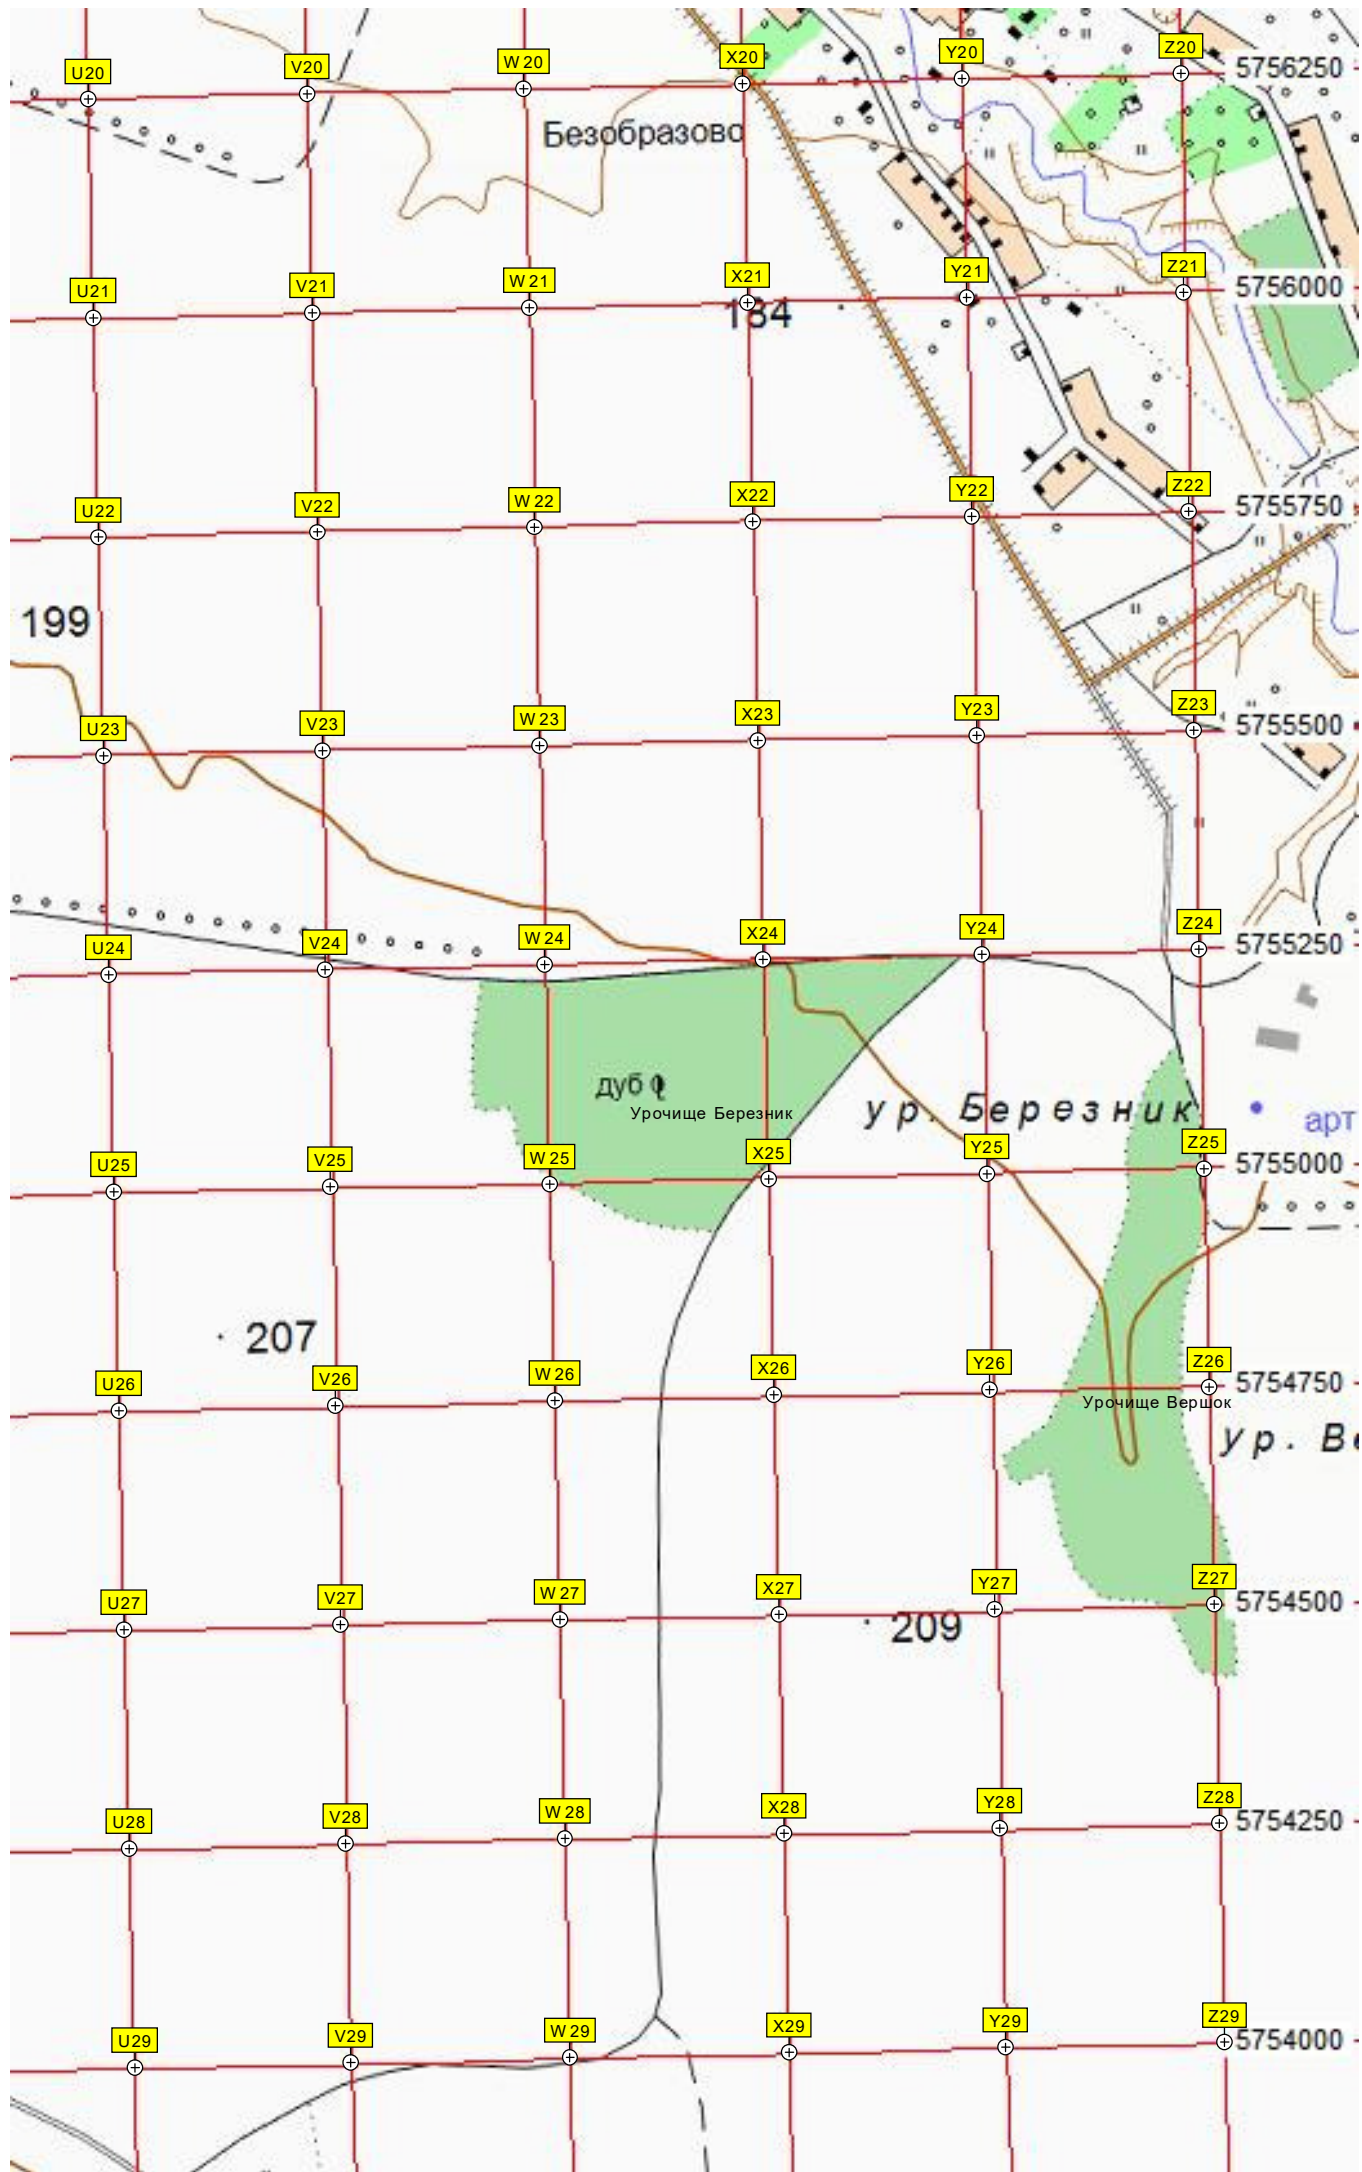 U20 V20 W20 X20 Y20 Z20 5756250
Безобразово
U21 V21 W21 X21 Y21 Z21 5756000
184
U22 V22 W22 X22 Y22 Z22 5755750
199
U23 V23 W23 X23 Y23 Z23 5755500
U24 V24 W24 X24 Y24 Z24 5755250
дуб
Урочище Березник
ур. Березник
арт
U25 V25 W25 X25 Y25 Z25 5755000
207
U26 V26 W26 X26 Y26 Z26 5754750
Урочище Вершок
ур. Ве
U27 V27 W27 X27 Y27 Z27 5754500
209
U28 V28 W28 X28 Y28 Z28 5754250
U29 V29 W29 X29 Y29 Z29 5754000